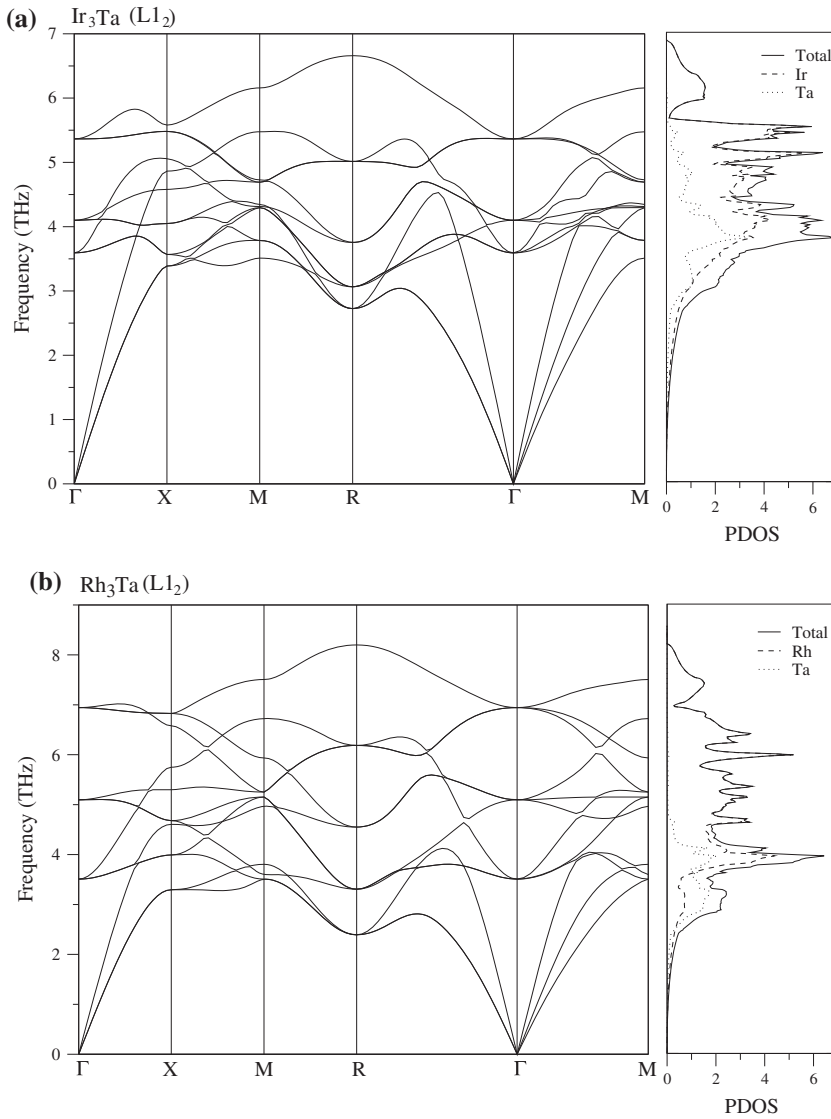 (a) Ir₃Ta (L1₂)
7
6
5
4
3
2
1
0
Frequency (THz)
Γ X M R Γ M
Total
Ir
Ta
0 2 4 6
PDOS
(b) Rh₃Ta (L1₂)
8
6
4
2
0
Frequency (THz)
Γ X M R Γ M
Total
Rh
Ta
0 2 4 6
PDOS